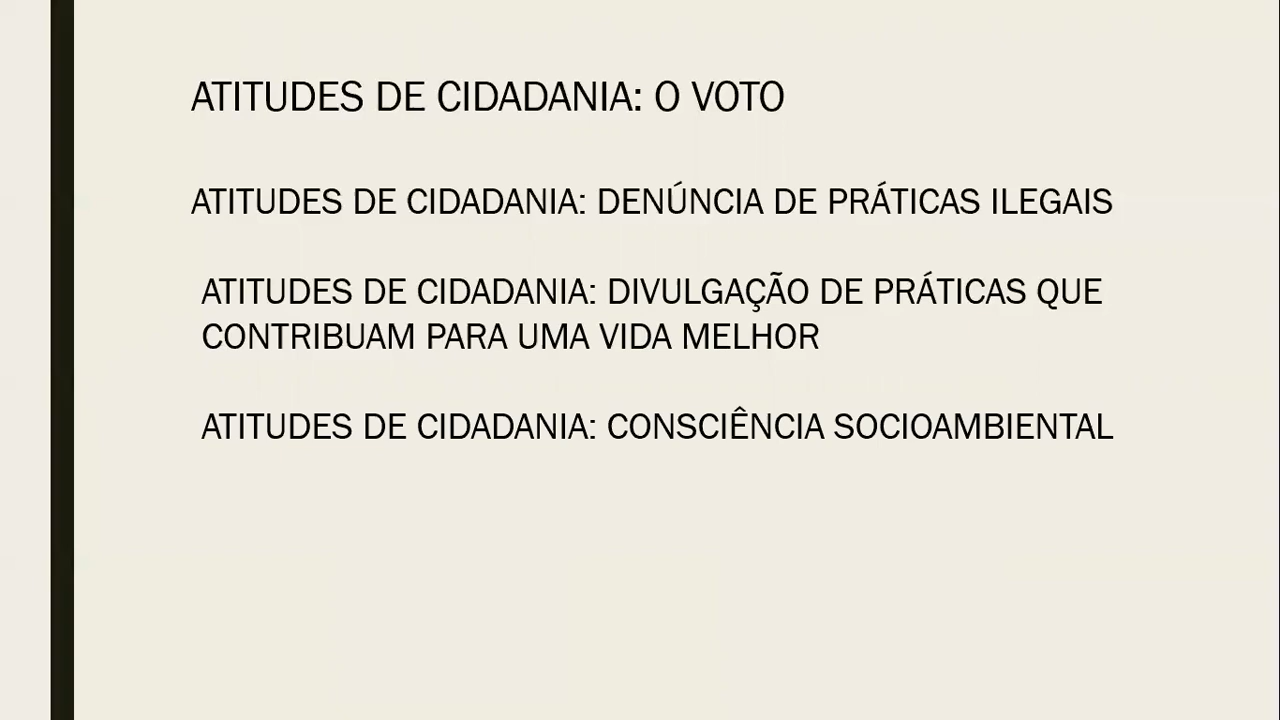 ATITUDES DE CIDADANIA: O VOTO
ATITUDES DE CIDADANIA: DENÚNCIA DE PRÁTICAS ILEGAIS
ATITUDES DE CIDADANIA: DIVULGAÇÃO DE PRÁTICAS QUE
CONTRIBUAM PARA UMA VIDA MELHOR
ATITUDES DE CIDADANIA: CONSCIÊNCIA SOCIOAMBIENTAL